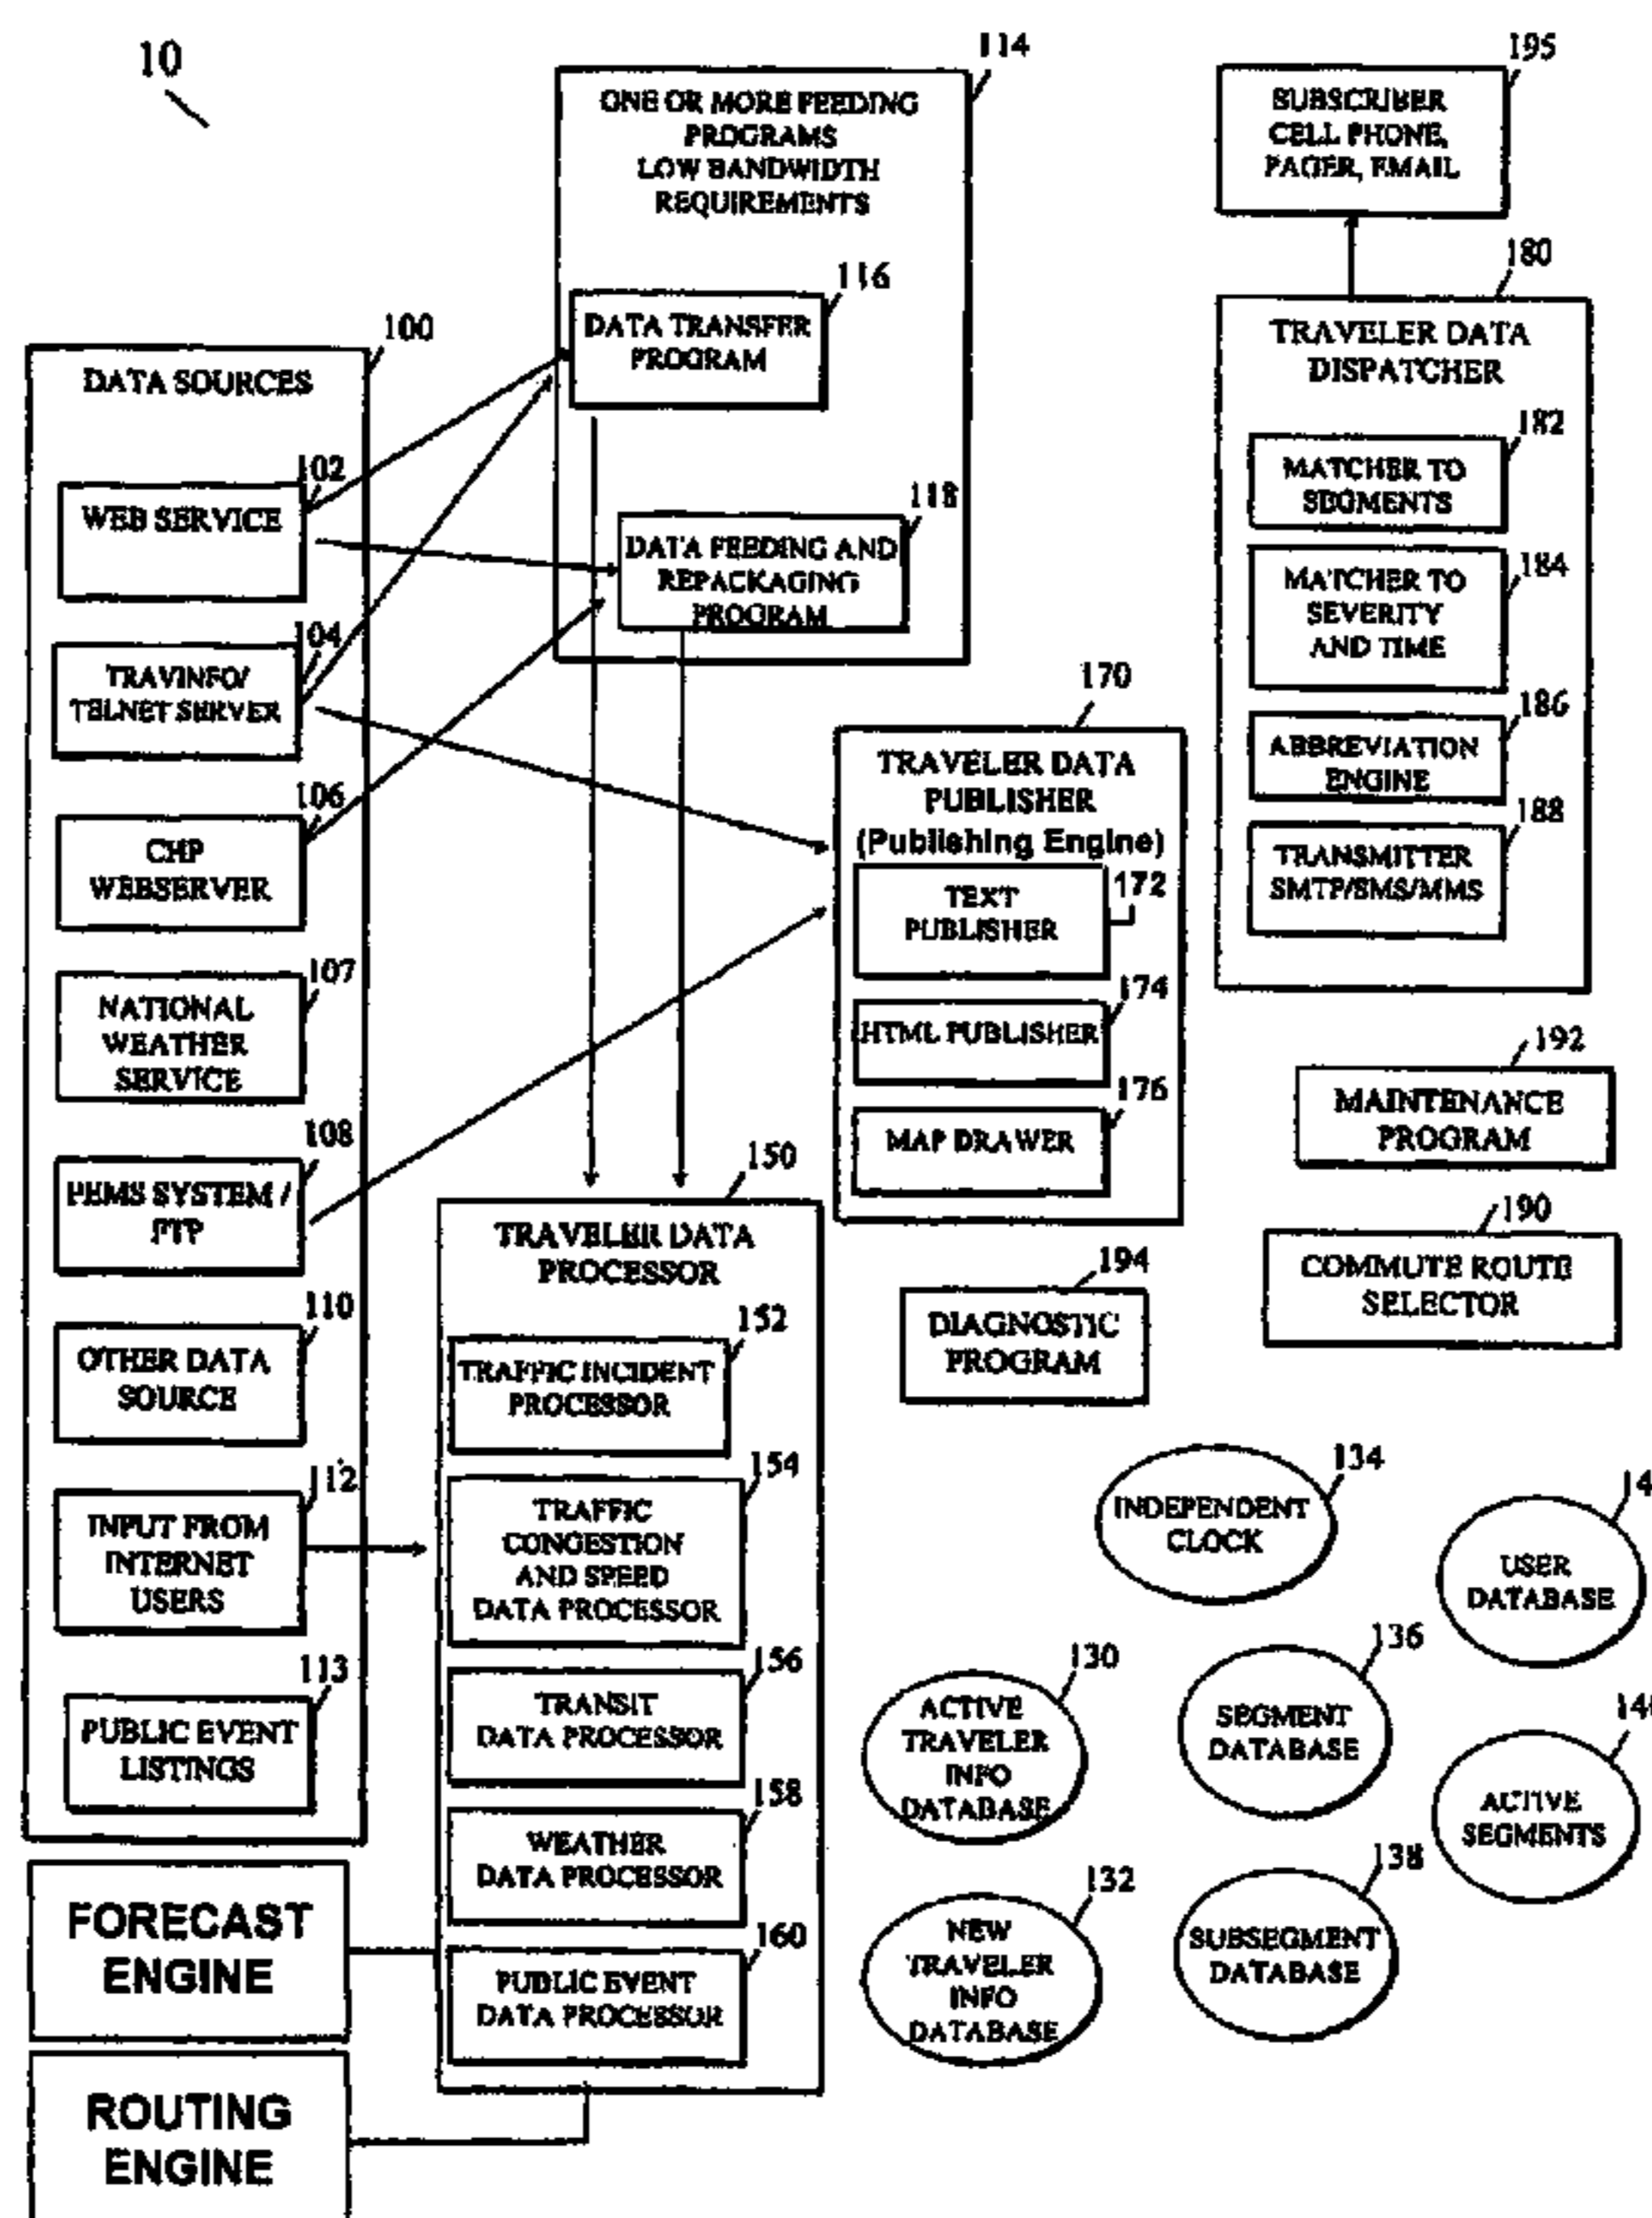 10
114
ONE OR MORE FEEDING
PROGRAMS
LOW BANDWIDTH
REQUIREMENTS
116
DATA TRANSFER
PROGRAM
118
DATA FEEDING AND
REPACKAGING
PROGRAM
195
SUBSCRIBER
CELL PHONE,
PAGER, EMAIL
180
TRAVELER DATA
DISPATCHER
182
MATCHER TO
SEGMENTS
184
MATCHER TO
SEVERITY
AND TIME
186
ABBREVIATION
ENGINE
188
TRANSMITTER
SMTP/SMS/MMS
100
DATA SOURCES
102
WEB SERVICE
104
TRAVINFO/
TELNET SERVER
106
CHP
WEBSERVER
107
NATIONAL
WEATHER
SERVICE
108
PEMS SYSTEM /
FTP
110
OTHER DATA
SOURCE
112
INPUT FROM
INTERNET
USERS
113
PUBLIC EVENT
LISTINGS
170
TRAVELER DATA
PUBLISHER
(Publishing Engine)
172
TEXT
PUBLISHER
174
HTML PUBLISHER
176
MAP DRAWER
192
MAINTENANCE
PROGRAM
190
COMMUTE ROUTE
SELECTOR
194
DIAGNOSTIC
PROGRAM
150
TRAVELER DATA
PROCESSOR
152
TRAFFIC INCIDENT
PROCESSOR
154
TRAFFIC
CONGESTION
AND SPEED
DATA PROCESSOR
156
TRANSIT
DATA PROCESSOR
158
WEATHER
DATA PROCESSOR
160
PUBLIC EVENT
DATA PROCESSOR
134
INDEPENDENT
CLOCK
USER
DATABASE
130
ACTIVE
TRAVELER
INFO
DATABASE
136
SEGMENT
DATABASE
ACTIVE
SEGMENTS
132
NEW
TRAVELER
INFO
DATABASE
138
SUBSEGMENT
DATABASE
FORECAST
ENGINE
ROUTING
ENGINE